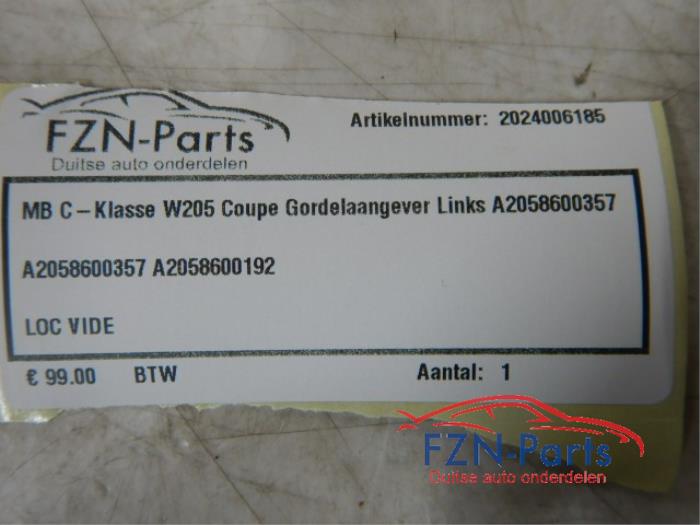 FZN-Parts
Duitse auto onderdelen
Artikelnummer: 2024006185
MB C-Klasse W205 Coupe Gordelaangever Links A2058600357
A2058600357 A2058600192
LOC VIDE
€ 99.00 BTW Aantal: 1
FZN-Parts
Duitse auto onderdelen